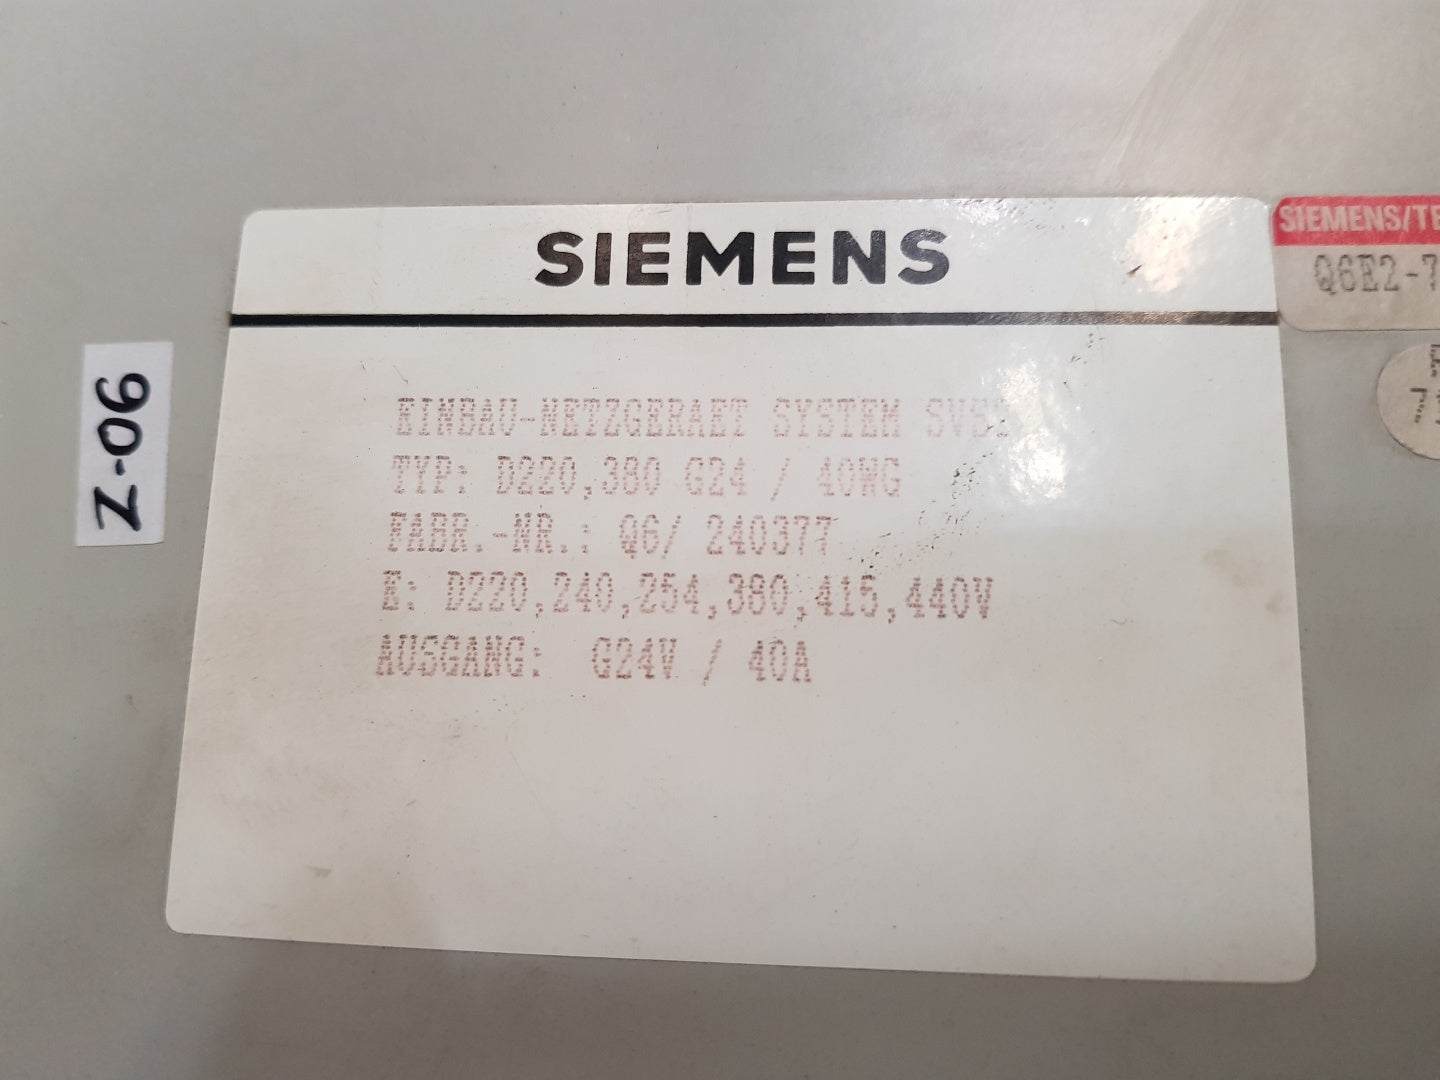 SIEMENS
EINBAU-NETZGERAET SYSTEM
TYP: D220,380 G24 / 40WG
FABR.-NR.: Q6/ 240377
E: D220,240,254,380,415,440V
AUSGANG: G24V / 40A
Z-06
SIEMENS/TE
Q6E2-7